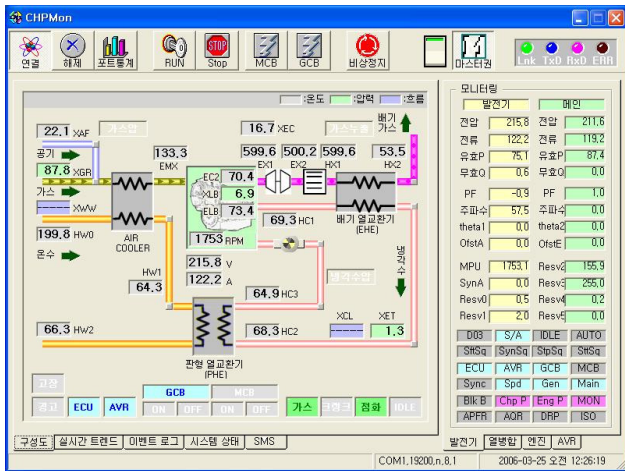 CHPMon
연결 해제 포트통계 RUN Stop MCB GCB 비상정지 마스터권 Lnk TxD RxD ERR
:온도 :압력 :흐름
22.1 XAF 가스압 16.7 XEC 가스누출 배기 가스
공기 133.3 599.6 500.2 599.6 53.5
EMX EX1 EX2 HX1 HX2
87.8 XGR EC2 70.4
가스 XLB 6.9
----- XWW ELB 73.4
69.3 HC1 배기 열교환기 (EHE)
199.8 HW0 AIR COOLER 1753 RPM
온수 215.8 V 냉각수
HW1 122.2 A 냉각수압
64.3 64.9 HC3
XCL XET
66.3 HW2 68.3 HC2 ----- 1.3
판형 열교환기
(PHE)
고장 GCB MCB
경고 ECU AVR ON OFF ON OFF 가스 크랭크 점화 IDLE
구성도 실시간 트렌드 이벤트 로그 시스템 상태 SMS
모니터링
발전기 메인
전압 215.8 전압 211.6
전류 122.2 전류 119.2
유효P 75.1 유효P 87.4
무효Q 0.6 무효Q 0.0
PF -0.9 PF 1.0
주파수 57.5 주파수 0.0
theta1 0.0 theta2 0.0
OfstA 0.0 OfstE 0.0
MPU 1753.1 Resv2 155.9
SynA 0.0 Resv3 255.0
Resv0 0.5 Resv4 0.2
Resv1 2.0 Resv5 0.0
D03 S/A IDLE AUTO
SttSq SynSq StpSq SttSq
ECU AVR GCB MCB
Sync Spd Gen Main
Blk B Chp P Eng P MON
APFR AQR DRP ISO
발전기 열병합 엔진 AVR
COM1,19200,n,8,1 2006-03-25 오전 12:26:19